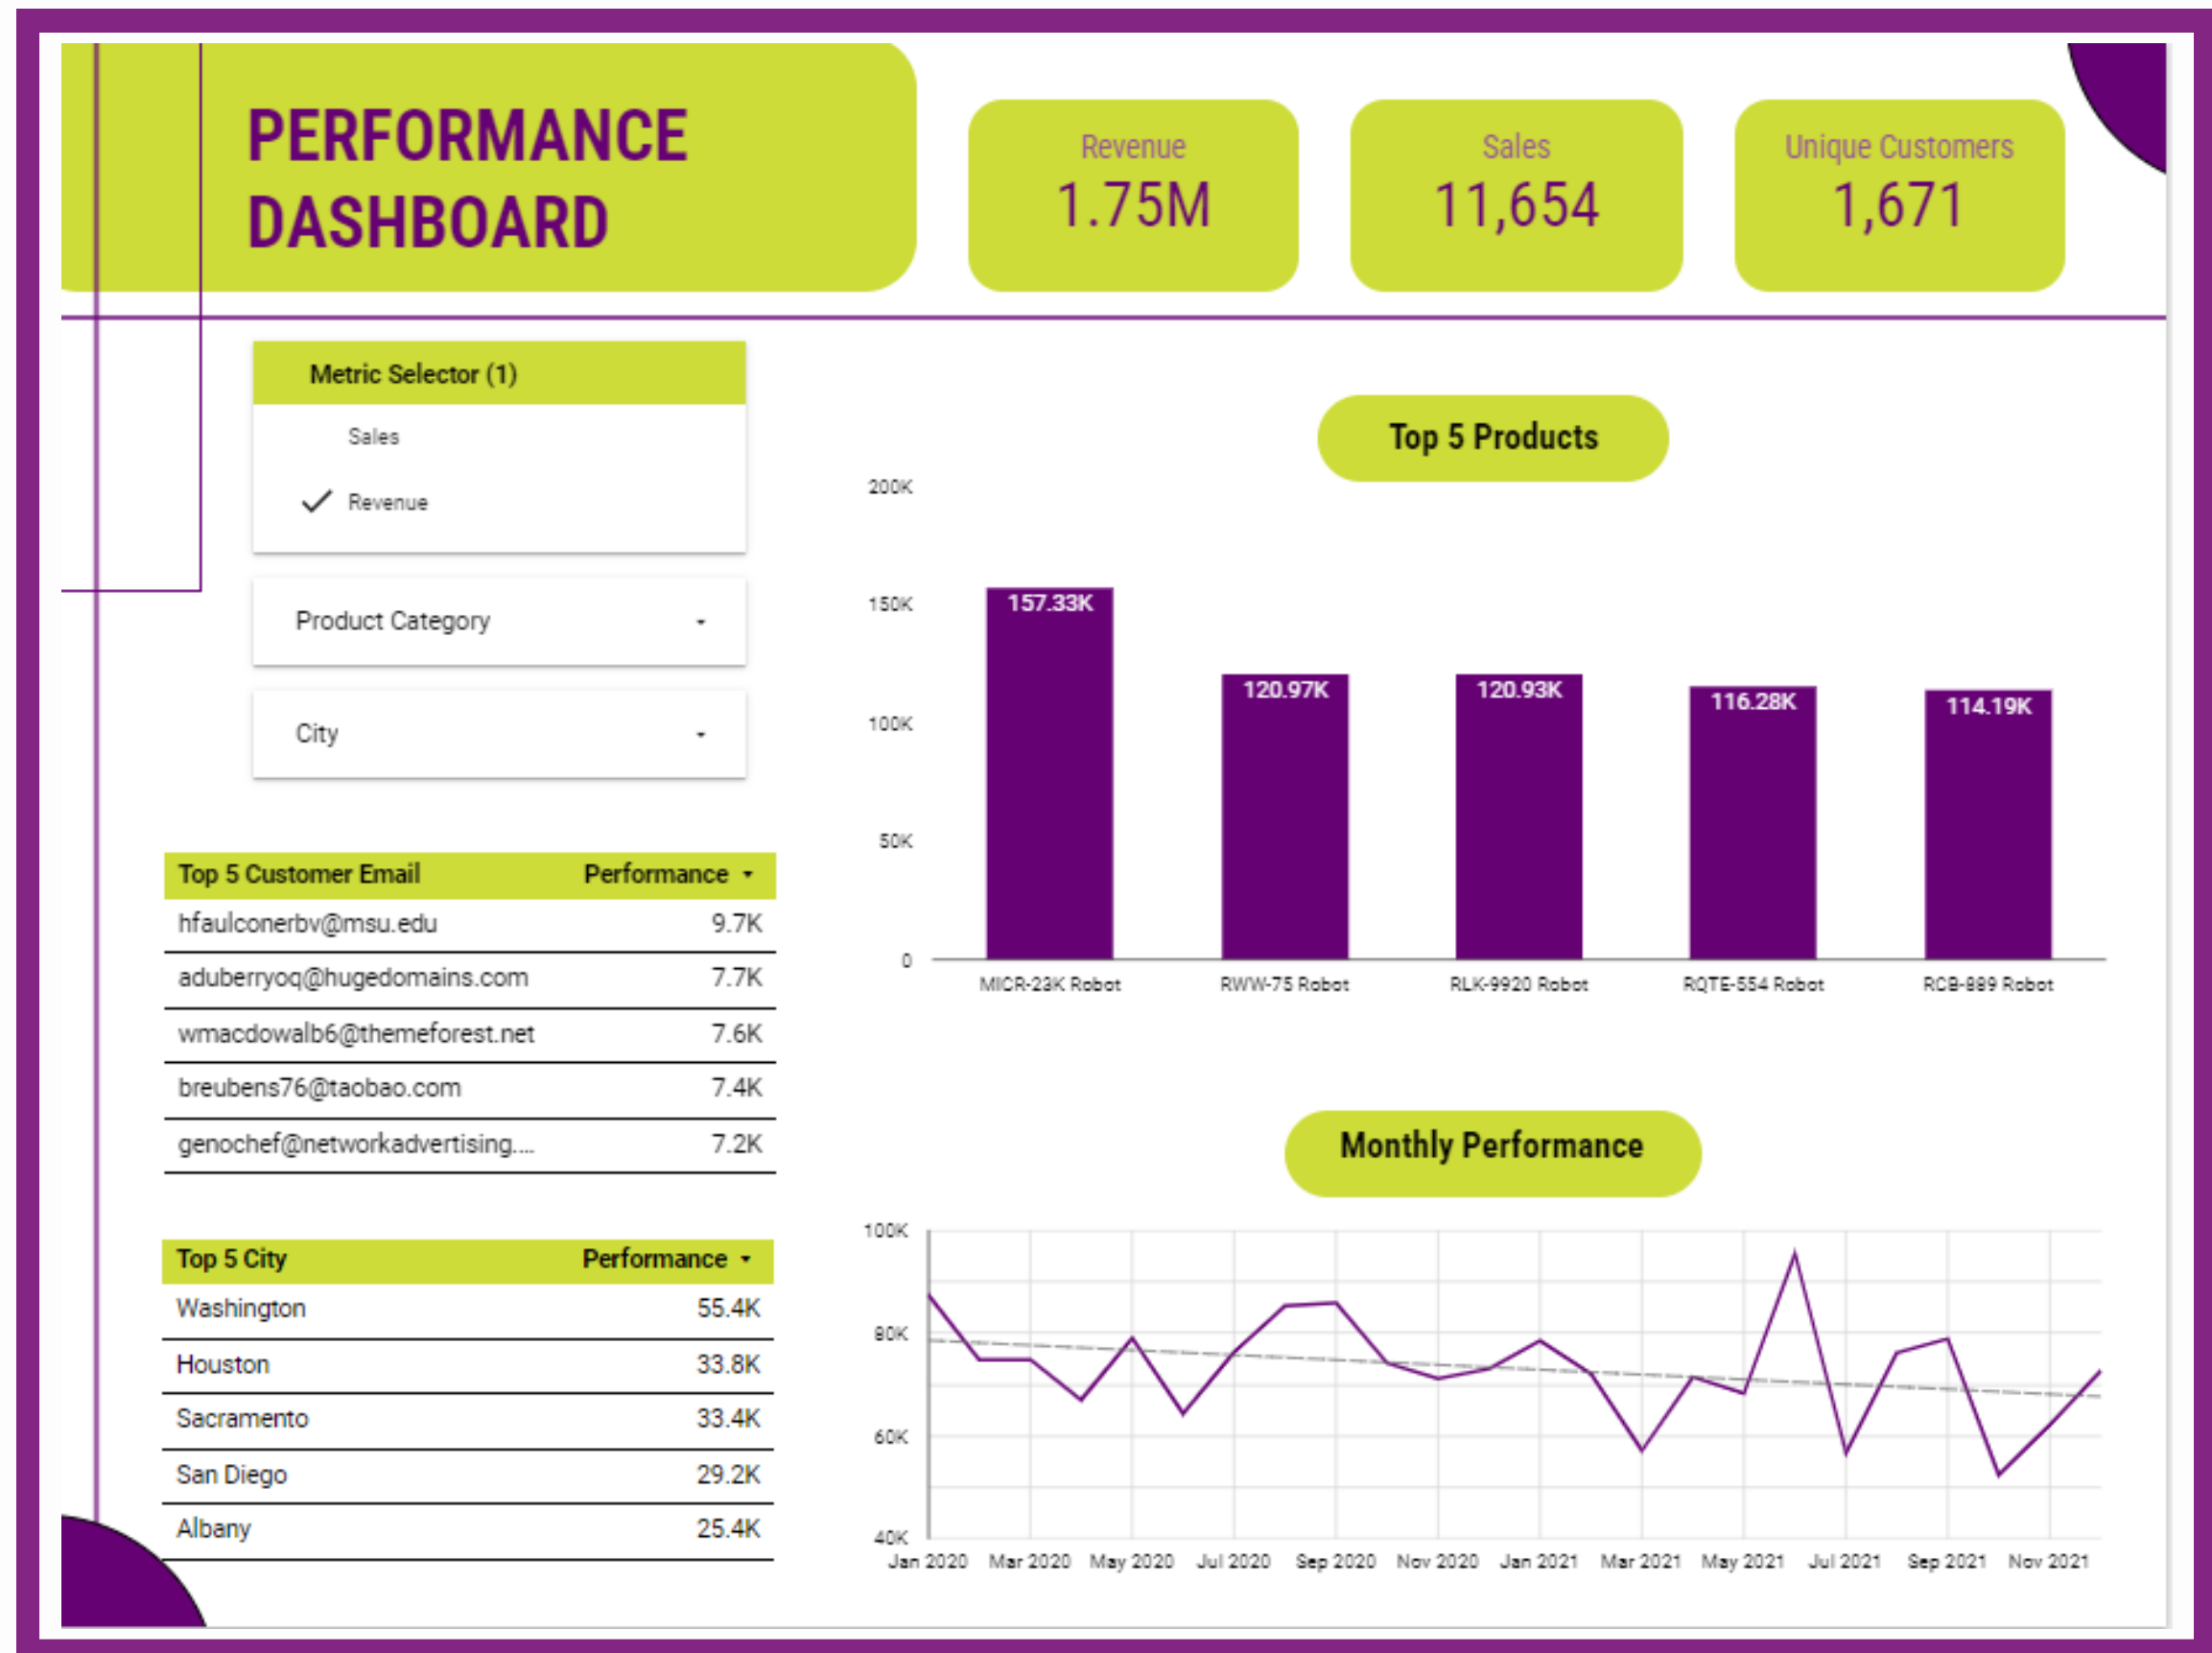 PERFORMANCE
DASHBOARD
Revenue
1.75M
Sales
11,654
Unique Customers
1,671
Metric Selector (1)
Sales
Revenue
Product Category
City
Top 5 Customer Email Performance
hfaulconerbv@msu.edu 9.7K
aduberryoq@hugedomains.com 7.7K
wmacdowalb6@themeforest.net 7.6K
breubens76@taobao.com 7.4K
genochef@networkadvertising.... 7.2K
Top 5 City Performance
Washington 55.4K
Houston 33.8K
Sacramento 33.4K
San Diego 29.2K
Albany 25.4K
Top 5 Products
200K
150K
100K
50K
0
157.33K 120.97K 120.93K 116.28K 114.19K
MICR-23K Robot RWW-75 Robot RLK-9920 Robot RQTE-554 Robot RCB-889 Robot
Monthly Performance
100K
80K
60K
40K
Jan 2020 Mar 2020 May 2020 Jul 2020 Sep 2020 Nov 2020 Jan 2021 Mar 2021 May 2021 Jul 2021 Sep 2021 Nov 2021